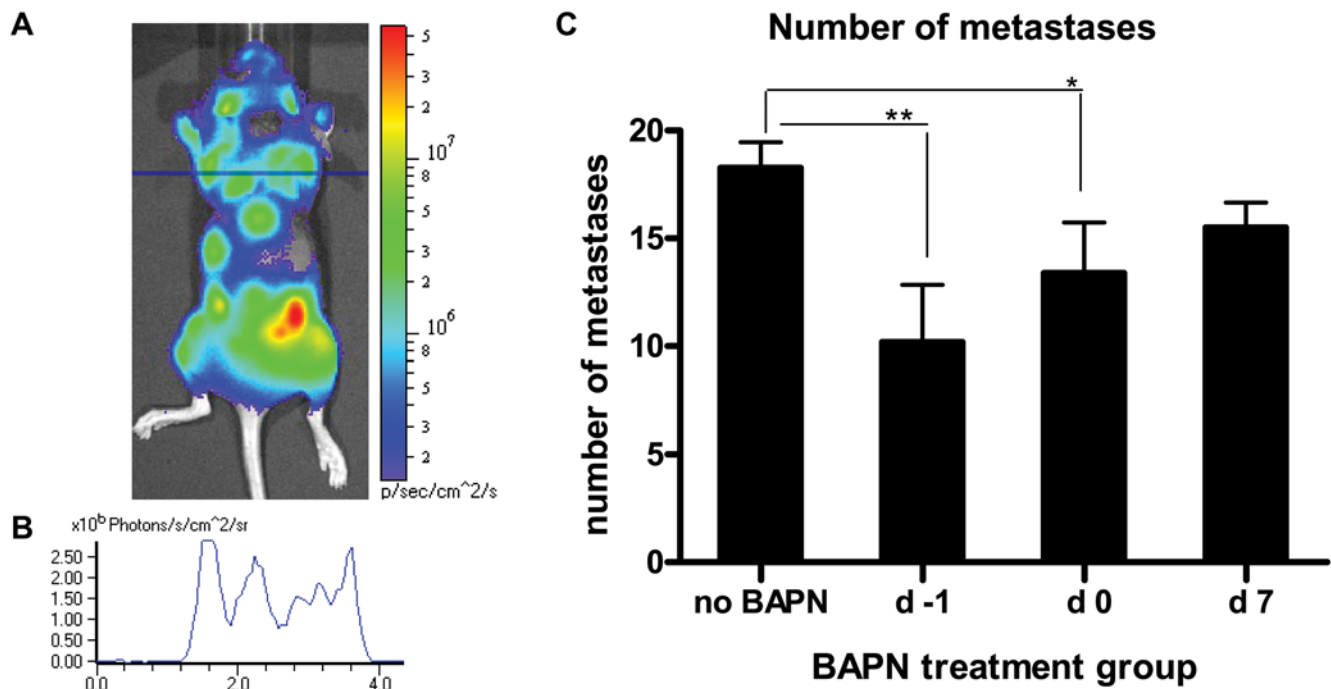 A
5
3
2
10^7
8
5
3
2
10^6
8
5
3
2
p/sec/cm^2/s
B
x10^6 Photons/s/cm^2/sr
2.50
2.00
1.50
1.00
0.50
0.00
0.0 2.0 4.0
C
Number of metastases
*
**
number of metastases
20
15
10
5
0
no BAPN d -1 d 0 d 7
BAPN treatment group